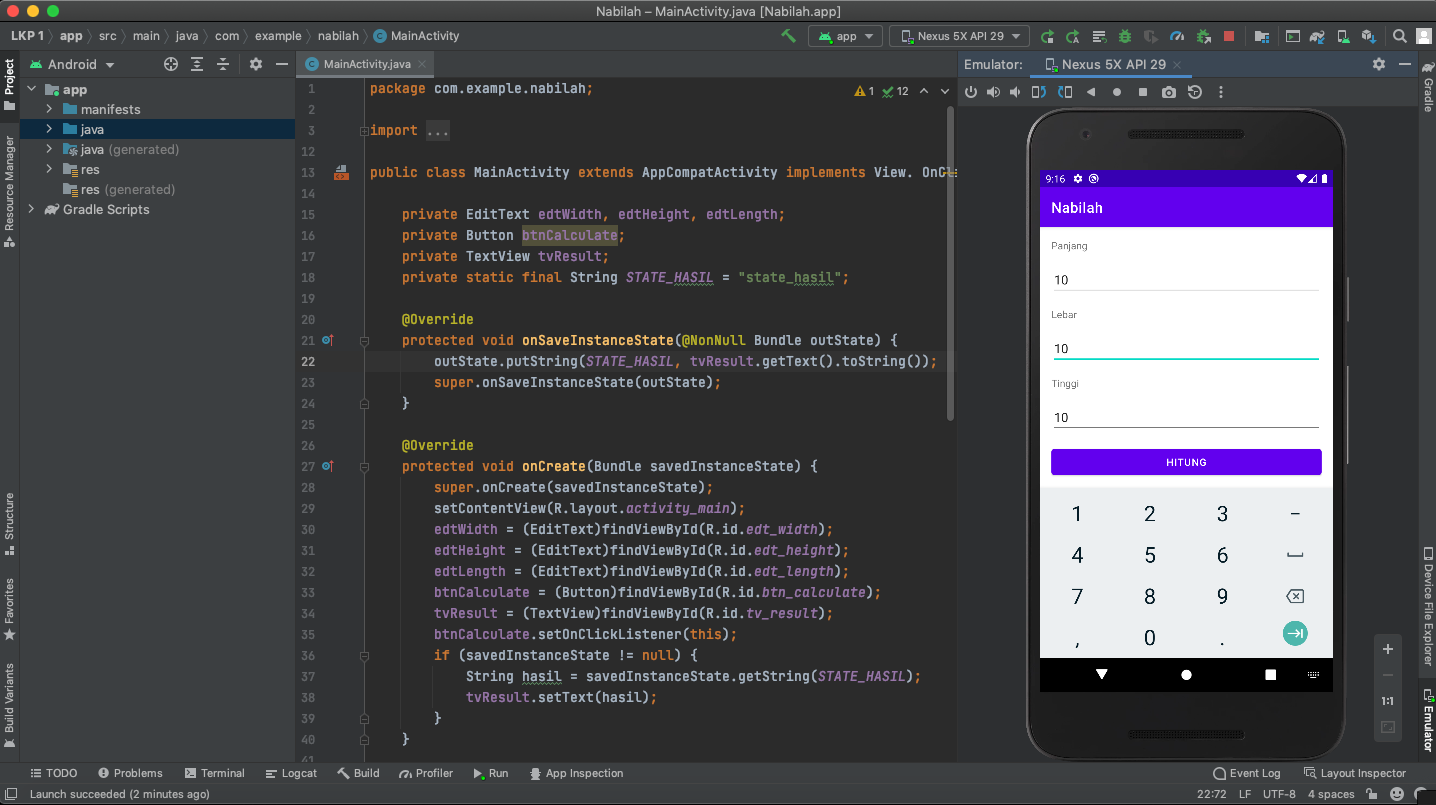 Nabilah – MainActivity.java [Nabilah.app]
LKP 1 app src main java com example nabilah MainActivity
app Nexus 5X API 29
Project
Resource Manager
Structure
Favorites
Build Variants
Android
app
manifests
java
java (generated)
res
res (generated)
Gradle Scripts
MainActivity.java
1 12
1 package com.example.nabilah;
2
3 import ...
12
13 public class MainActivity extends AppCompatActivity implements View. OnCl
14
15 private EditText edtWidth, edtHeight, edtLength;
16 private Button btnCalculate;
17 private TextView tvResult;
18 private static final String STATE_HASIL = "state_hasil";
19
20 @Override
21 protected void onSaveInstanceState(@NonNull Bundle outState) {
22 outState.putString(STATE_HASIL, tvResult.getText().toString());
23 super.onSaveInstanceState(outState);
24 }
25
26 @Override
27 protected void onCreate(Bundle savedInstanceState) {
28 super.onCreate(savedInstanceState);
29 setContentView(R.layout.activity_main);
30 edtWidth = (EditText)findViewById(R.id.edt_width);
31 edtHeight = (EditText)findViewById(R.id.edt_height);
32 edtLength = (EditText)findViewById(R.id.edt_length);
33 btnCalculate = (Button)findViewById(R.id.btn_calculate);
34 tvResult = (TextView)findViewById(R.id.tv_result);
35 btnCalculate.setOnClickListener(this);
36 if (savedInstanceState != null) {
37 String hasil = savedInstanceState.getString(STATE_HASIL);
38 tvResult.setText(hasil);
39 }
40 }
41
Emulator: Nexus 5X API 29
9:16
Nabilah
Panjang
10
Lebar
10
Tinggi
10
HITUNG
1 2 3 –
4 5 6
7 8 9
, 0 .
1:1
Gradle
Device File Explorer
Emulator
TODO Problems Terminal Logcat Build Profiler Run App Inspection Event Log Layout Inspector
Launch succeeded (2 minutes ago) 22:72 LF UTF-8 4 spaces